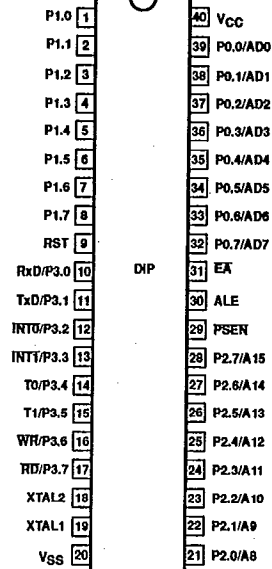 P1.0 1 40 VCC
P1.1 2 39 P0.0/AD0
P1.2 3 38 P0.1/AD1
P1.3 4 37 P0.2/AD2
P1.4 5 36 P0.3/AD3
P1.5 6 35 P0.4/AD4
P1.6 7 34 P0.5/AD5
P1.7 8 33 P0.6/AD6
RST 9 32 P0.7/AD7
RxD/P3.0 10 DIP 31 E̅A̅
TxD/P3.1 11 30 ALE
I̅N̅T̅0̅/P3.2 12 29 P̅S̅E̅N̅
I̅N̅T̅1̅/P3.3 13 28 P2.7/A15
T0/P3.4 14 27 P2.6/A14
T1/P3.5 15 26 P2.5/A13
W̅R̅/P3.6 16 25 P2.4/A12
R̅D̅/P3.7 17 24 P2.3/A11
XTAL2 18 23 P2.2/A10
XTAL1 19 22 P2.1/A9
VSS 20 21 P2.0/A8